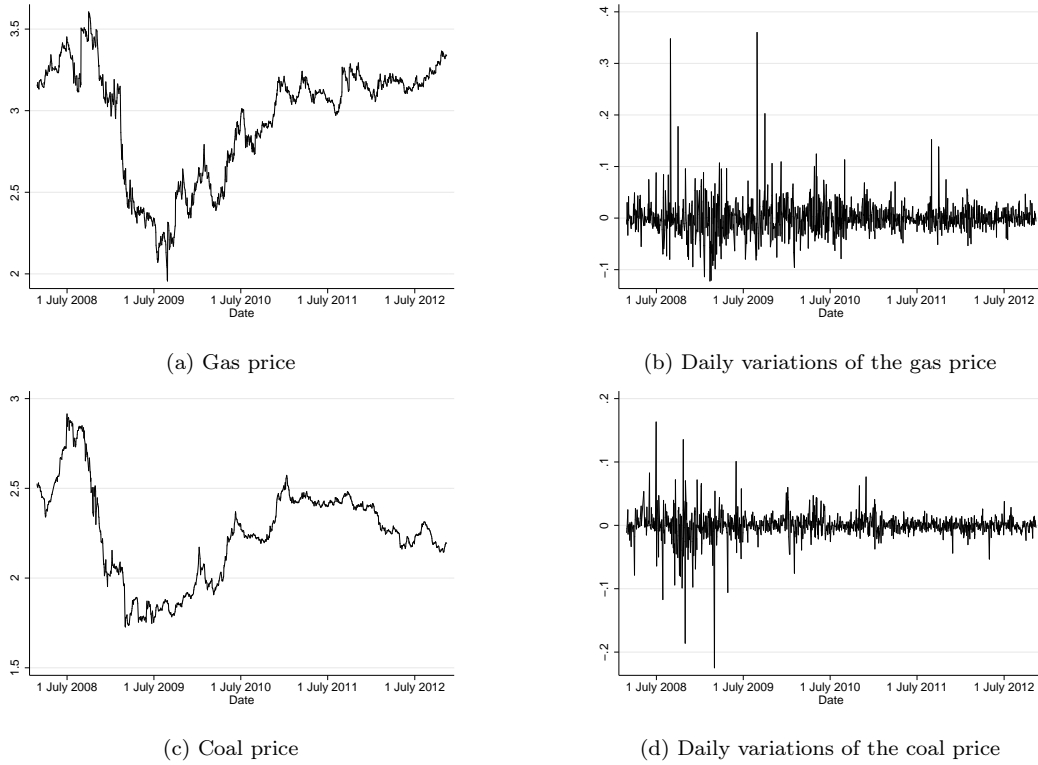 3.5
3
2.5
2
1 July 2008 1 July 2009 1 July 2010 1 July 2011 1 July 2012
Date
(a) Gas price
.4
.3
.2
.1
0
-.1
1 July 2008 1 July 2009 1 July 2010 1 July 2011 1 July 2012
Date
(b) Daily variations of the gas price
3
2.5
2
1.5
1 July 2008 1 July 2009 1 July 2010 1 July 2011 1 July 2012
Date
(c) Coal price
.2
.1
0
-.1
-.2
1 July 2008 1 July 2009 1 July 2010 1 July 2011 1 July 2012
Date
(d) Daily variations of the coal price